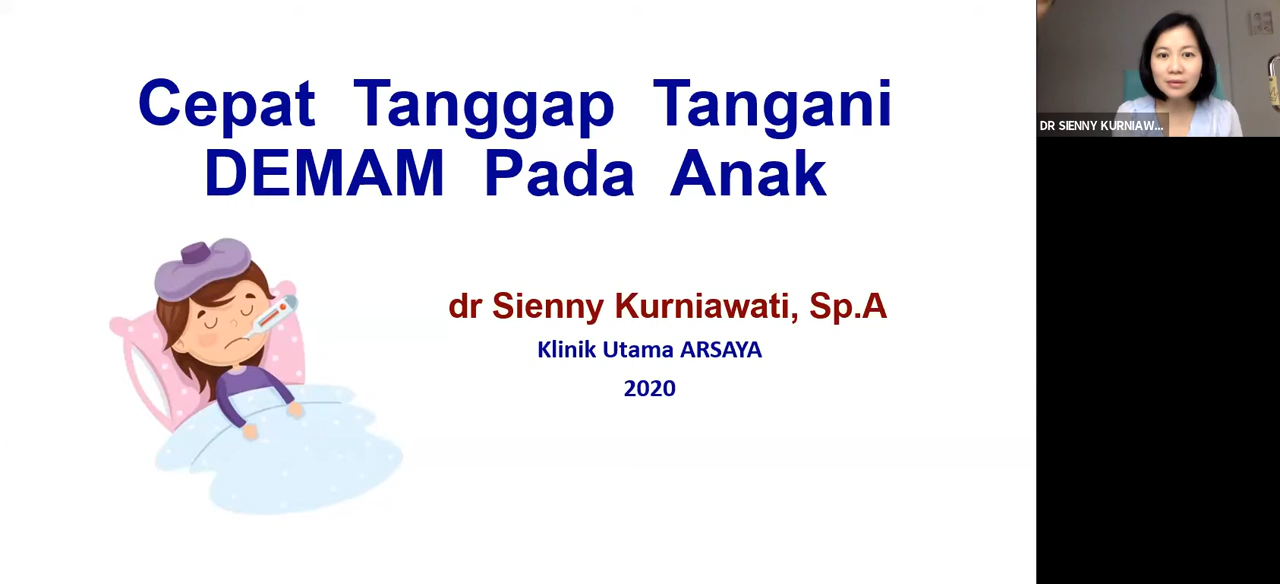 Cepat Tanggap Tangani
DEMAM Pada Anak
dr Sienny Kurniawati, Sp.A
Klinik Utama ARSAYA
2020
DR SIENNY KURNIAW...